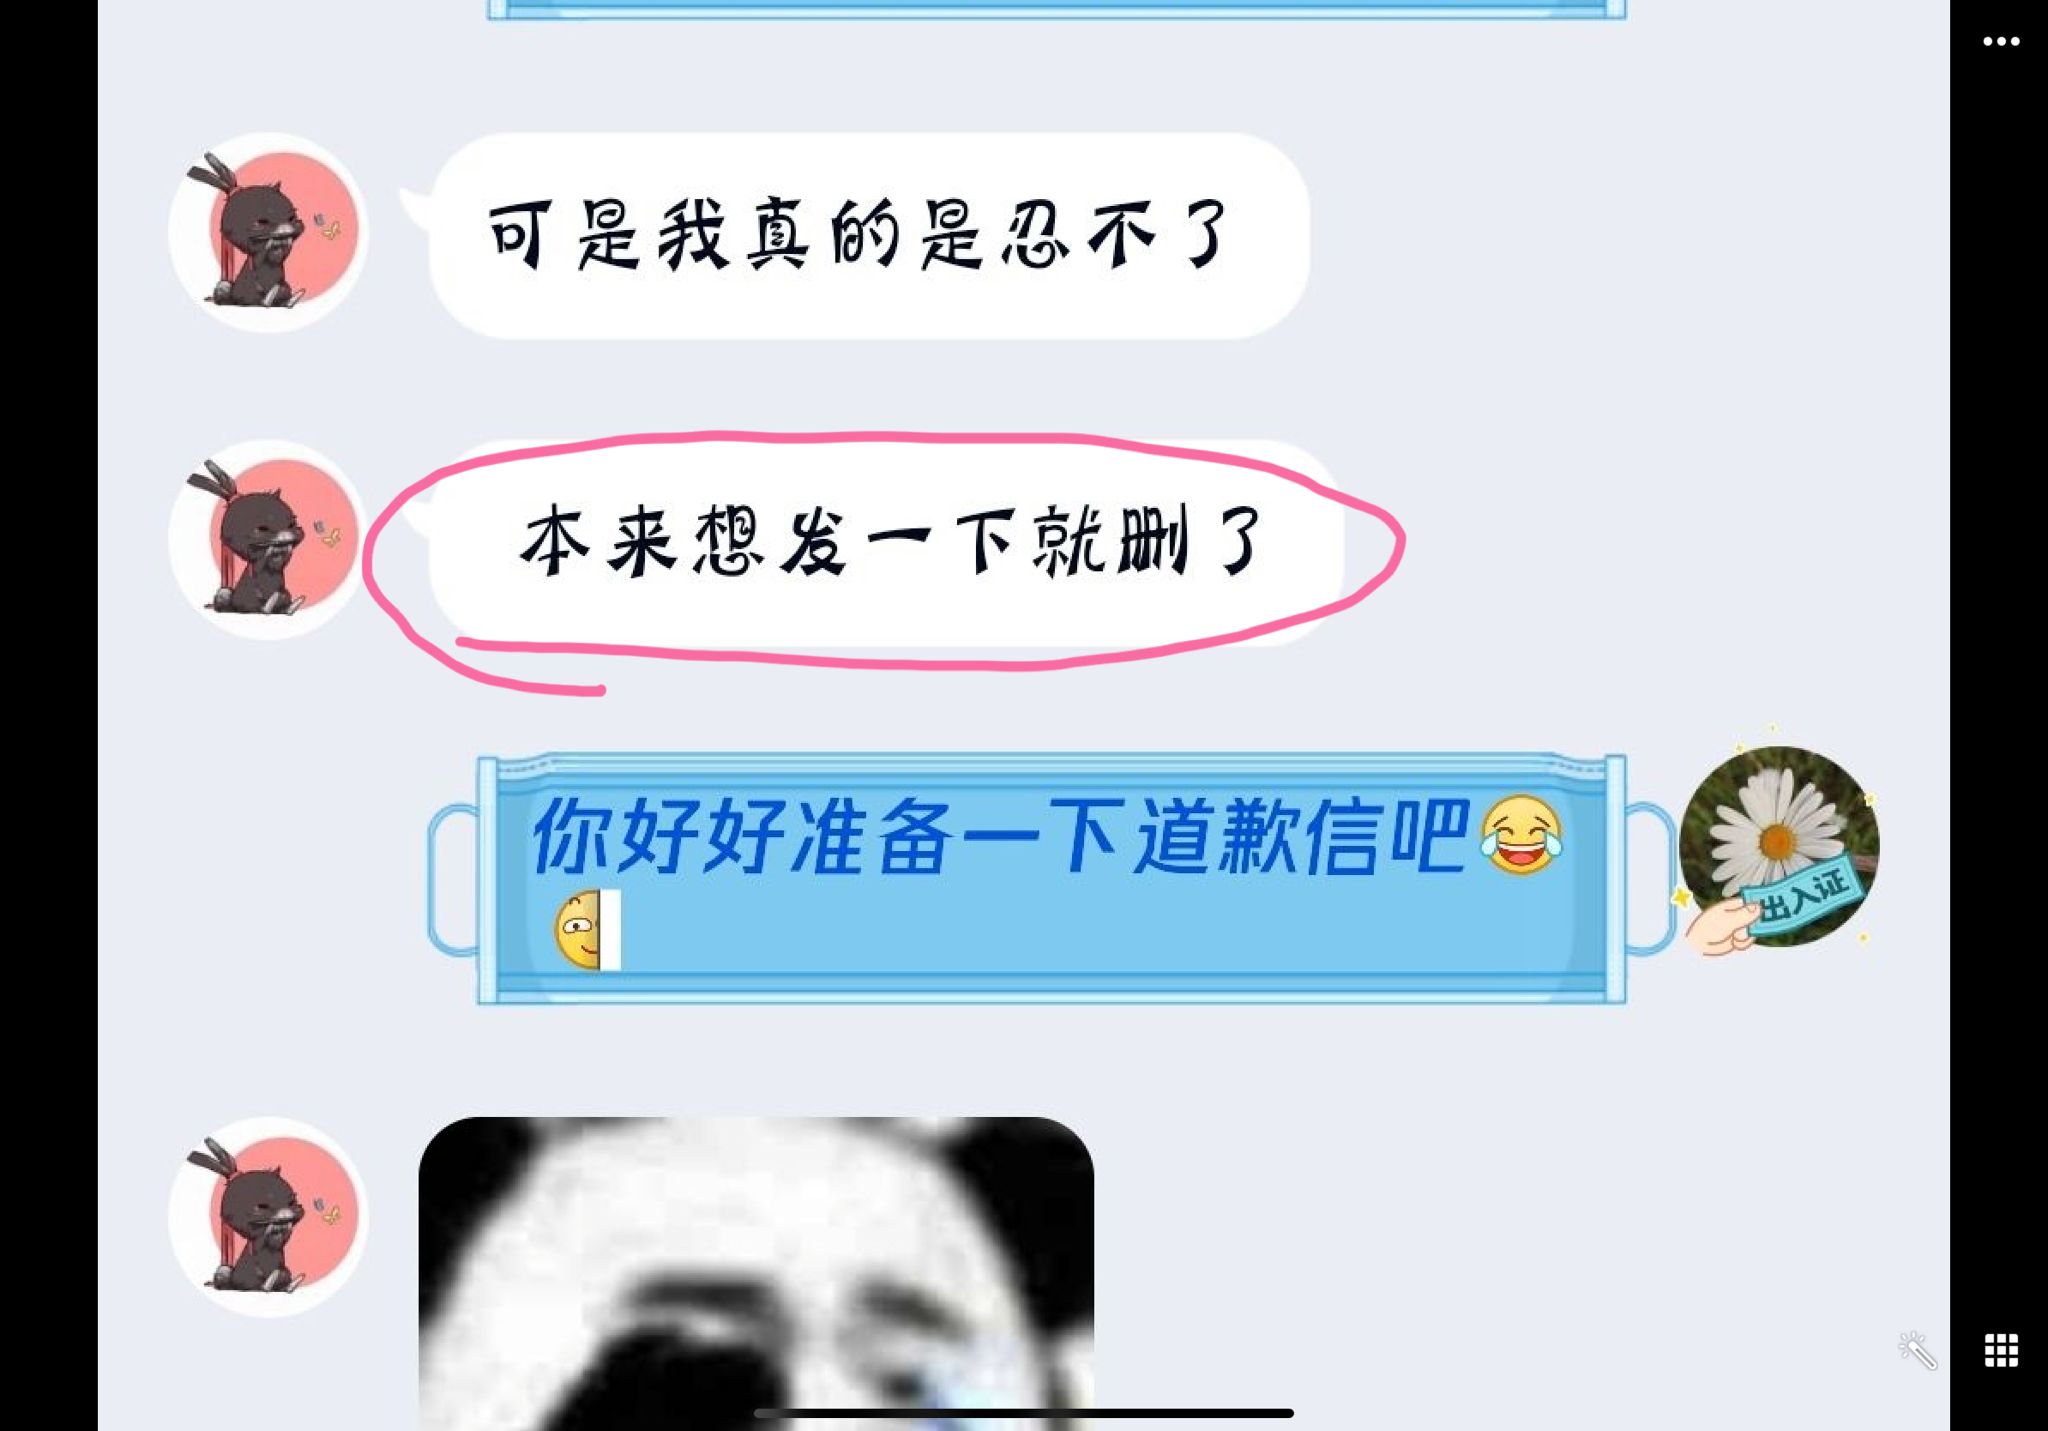 可是我真的是忍不了
本来想发一下就删了
你好好准备一下道歉信吧😂
出入证